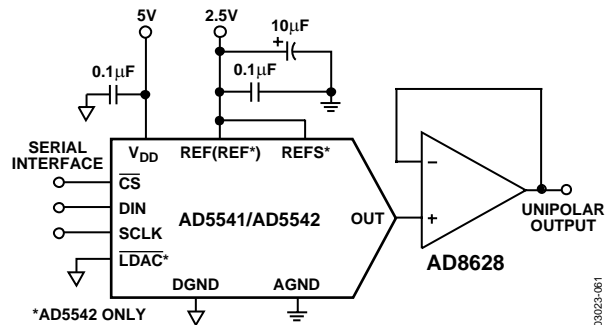 5V
2.5V
10µF
+
0.1µF
0.1µF
SERIAL
INTERFACE
VDD
REF(REF*)
REFS*
CS
DIN
SCLK
LDAC*
AD5541/AD5542
OUT
DGND
AGND
–
+
AD8628
UNIPOLAR
OUTPUT
*AD5542 ONLY
03023-061